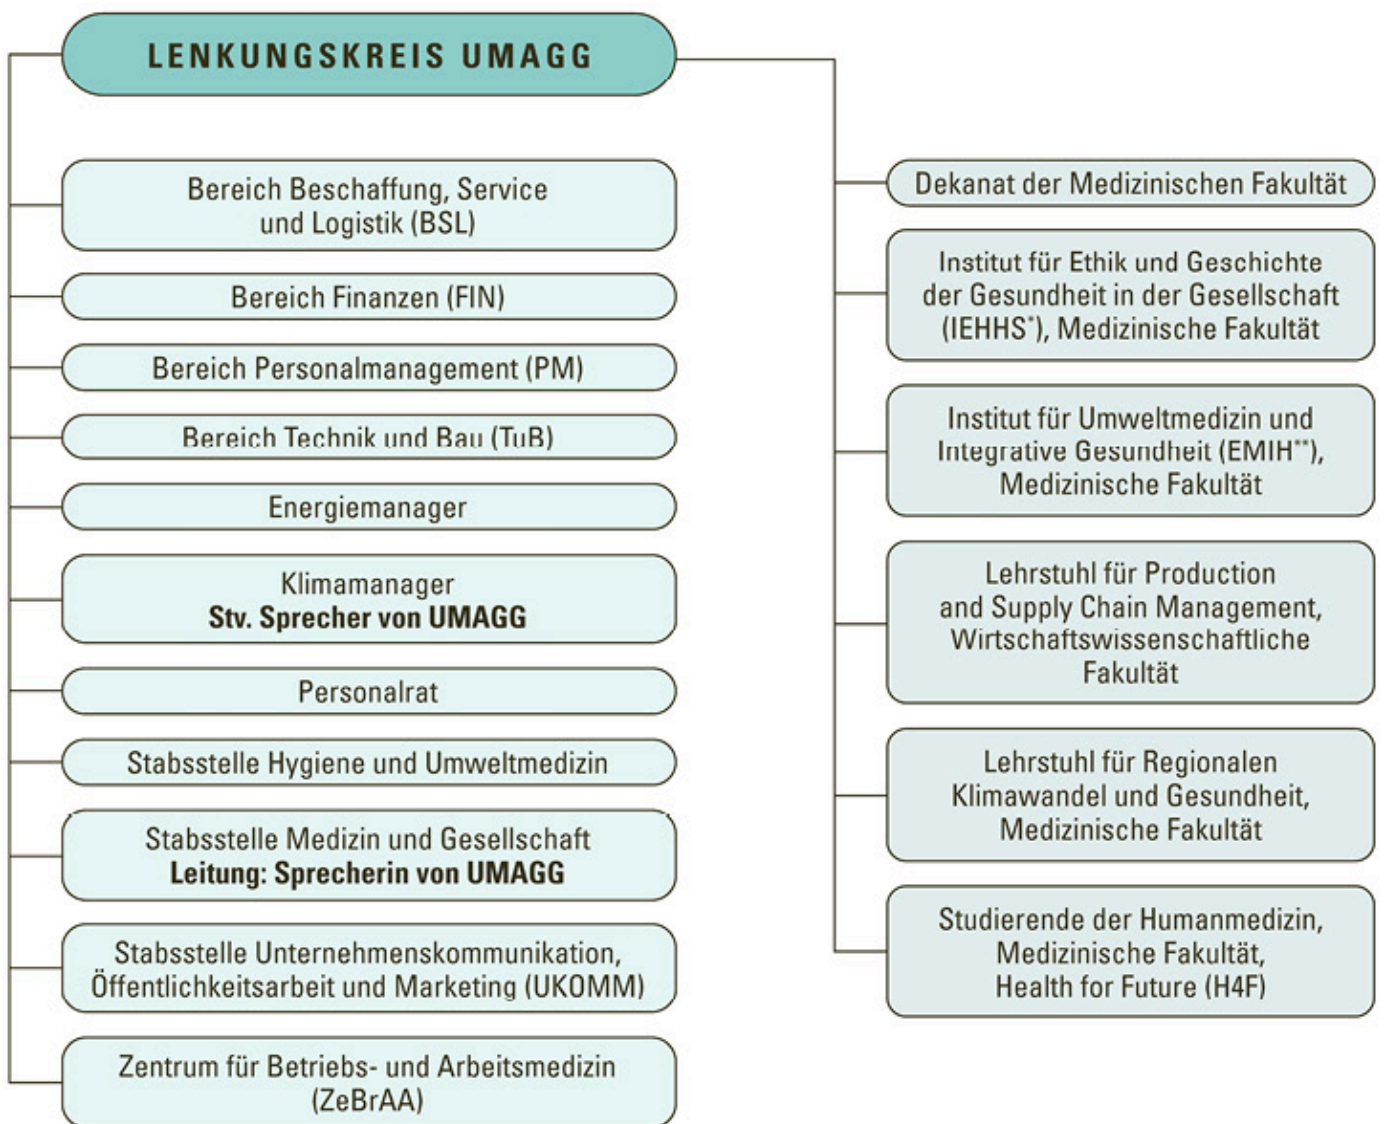 LENKUNGSKREIS UMAGG
Bereich Beschaffung, Service
und Logistik (BSL)
Bereich Finanzen (FIN)
Bereich Personalmanagement (PM)
Bereich Technik und Bau (TuB)
Energiemanager
Klimamanager
Stv. Sprecher von UMAGG
Personalrat
Stabsstelle Hygiene und Umweltmedizin
Stabsstelle Medizin und Gesellschaft
Leitung: Sprecherin von UMAGG
Stabsstelle Unternehmenskommunikation,
Öffentlichkeitsarbeit und Marketing (UKOMM)
Zentrum für Betriebs- und Arbeitsmedizin
(ZeBrAA)
Dekanat der Medizinischen Fakultät
Institut für Ethik und Geschichte
der Gesundheit in der Gesellschaft
(IEHHS*), Medizinische Fakultät
Institut für Umweltmedizin und
Integrative Gesundheit (EMIH**),
Medizinische Fakultät
Lehrstuhl für Production
and Supply Chain Management,
Wirtschaftswissenschaftliche
Fakultät
Lehrstuhl für Regionalen
Klimawandel und Gesundheit,
Medizinische Fakultät
Studierende der Humanmedizin,
Medizinische Fakultät,
Health for Future (H4F)